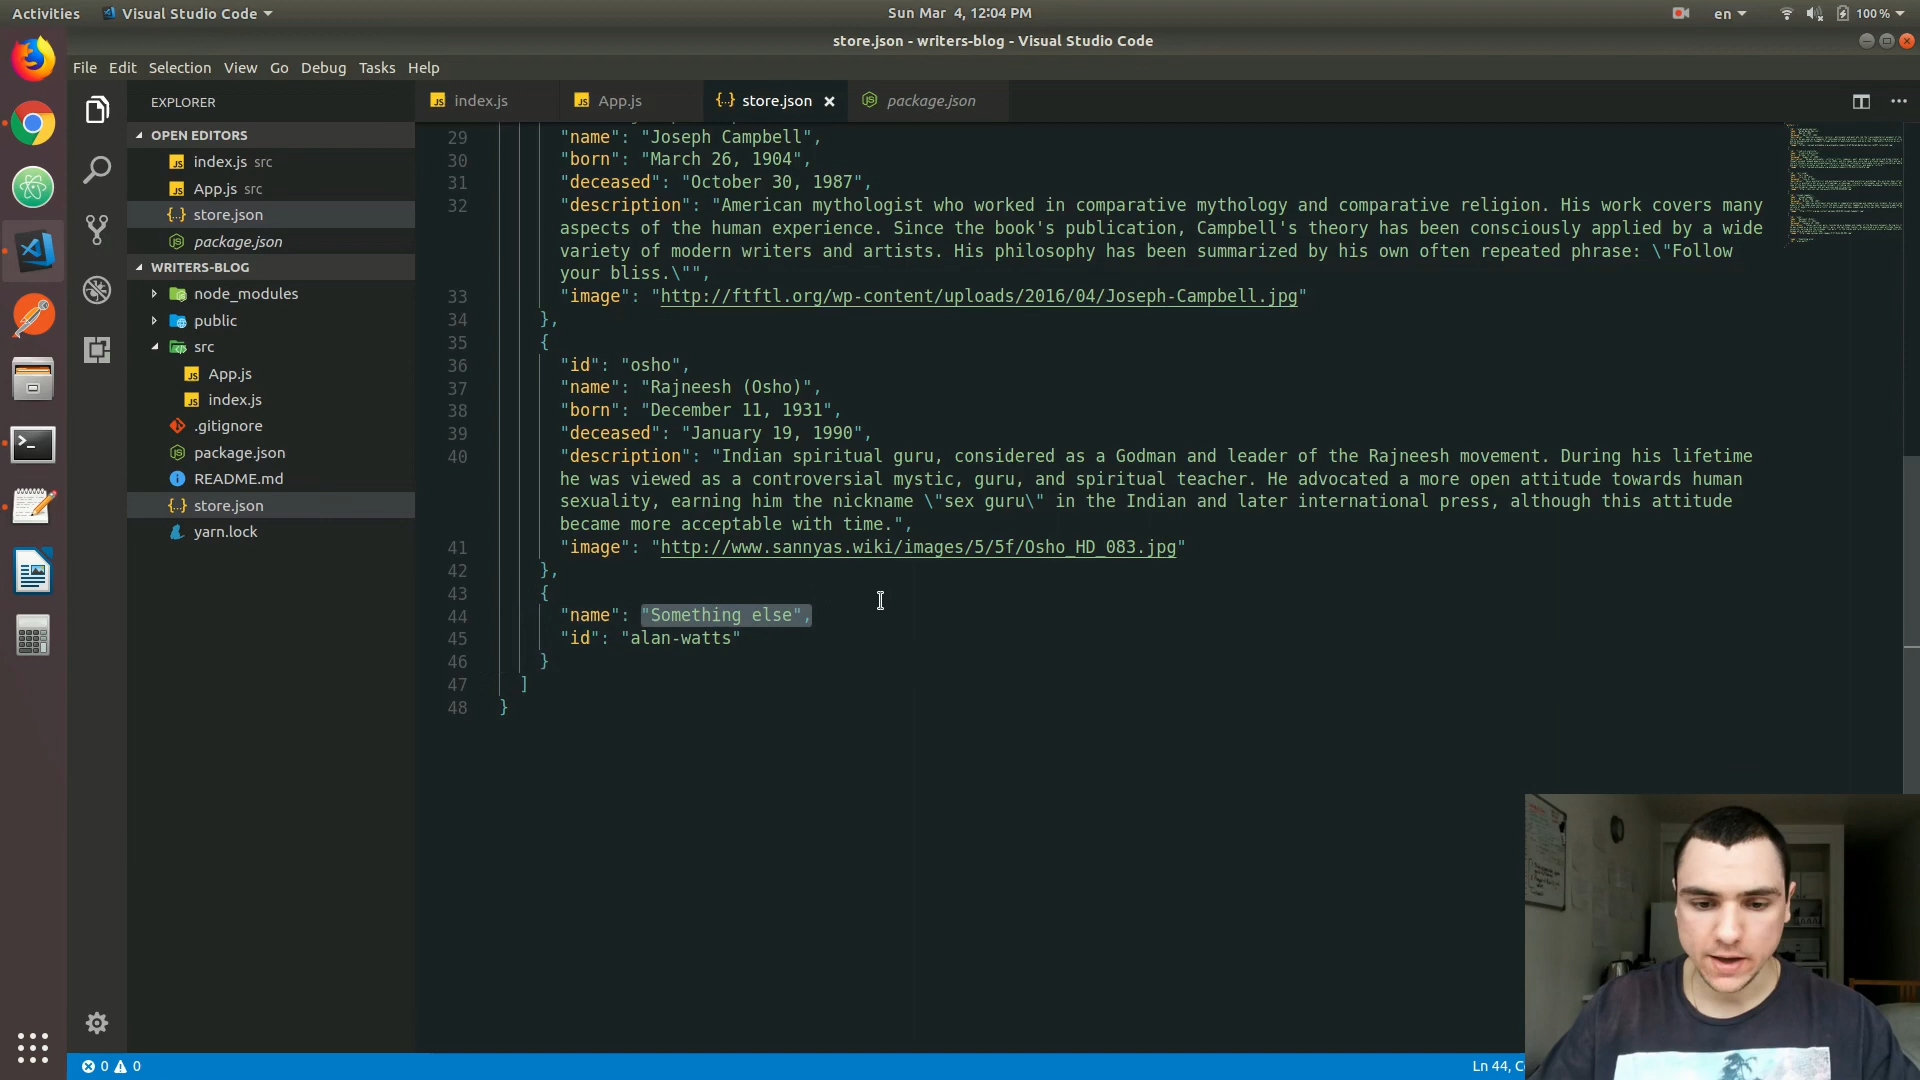 Activities
Visual Studio Code
Sun Mar 4, 12:04 PM
en
100 %
store.json - writers-blog - Visual Studio Code
File Edit Selection View Go Debug Tasks Help
EXPLORER
OPEN EDITORS
index.js src
App.js src
store.json
package.json
WRITERS-BLOG
node_modules
public
src
App.js
index.js
.gitignore
package.json
README.md
store.json
yarn.lock
index.js
App.js
store.json
package.json
29 "name": "Joseph Campbell",
30 "born": "March 26, 1904",
31 "deceased": "October 30, 1987",
32 "description": "American mythologist who worked in comparative mythology and comparative religion. His work covers many
aspects of the human experience. Since the book's publication, Campbell's theory has been consciously applied by a wide
variety of modern writers and artists. His philosophy has been summarized by his own often repeated phrase: \"Follow
your bliss.\"",
33 "image": "http://ftftl.org/wp-content/uploads/2016/04/Joseph-Campbell.jpg"
34 },
35 {
36 "id": "osho",
37 "name": "Rajneesh (Osho)",
38 "born": "December 11, 1931",
39 "deceased": "January 19, 1990",
40 "description": "Indian spiritual guru, considered as a Godman and leader of the Rajneesh movement. During his lifetime
he was viewed as a controversial mystic, guru, and spiritual teacher. He advocated a more open attitude towards human
sexuality, earning him the nickname \"sex guru\" in the Indian and later international press, although this attitude
became more acceptable with time.",
41 "image": "http://www.sannyas.wiki/images/5/5f/Osho_HD_083.jpg"
42 },
43 {
44 "name": "Something else",
45 "id": "alan-watts"
46 }
47 ]
48 }
0 0
Ln 44,